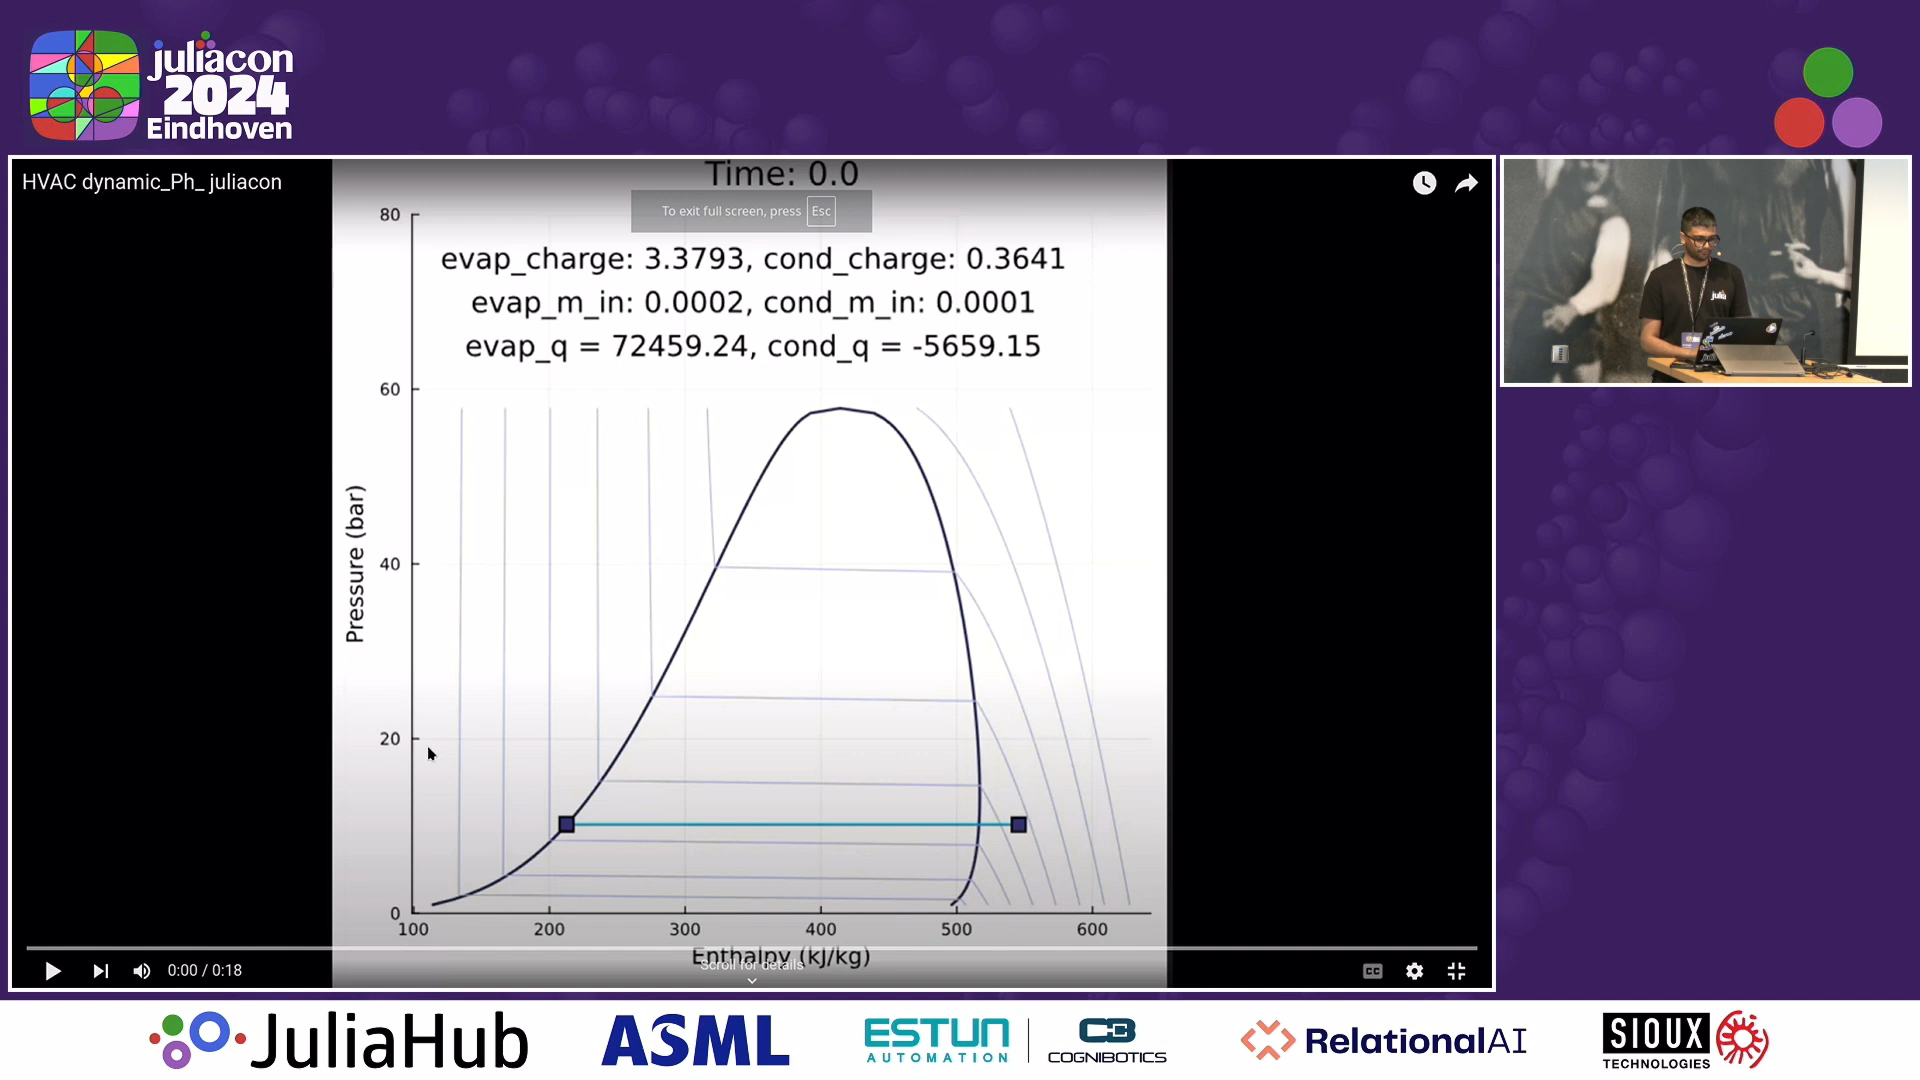 juliacon
2024
Eindhoven
HVAC dynamic_Ph_ juliacon
Time: 0.0
To exit full screen, press Esc
evap_charge: 3.3793, cond_charge: 0.3641
evap_m_in: 0.0002, cond_m_in: 0.0001
evap_q = 72459.24, cond_q = -5659.15
80
60
40
20
0
Pressure (bar)
100 200 300 400 500 600
Enthalpy (kJ/kg)
Scroll for details
0:00 / 0:18
CC
julia
JuliaHub
ASML
ESTUN
AUTOMATION
COGNIBOTICS
RelationalAI
SIOUX
TECHNOLOGIES